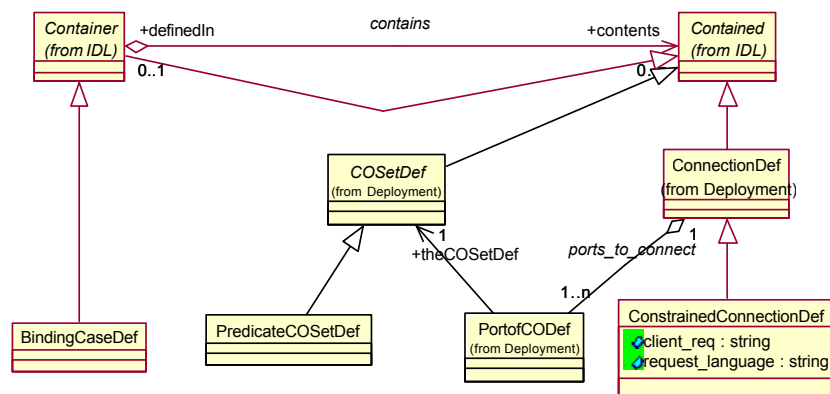 Container
(from IDL)
+definedIn
contains
+contents
Contained
(from IDL)
0..1
0..
COSetDef
(from Deployment)
ConnectionDef
(from Deployment)
1
+theCOSetDef
ports_to_connect
1
1..n
BindingCaseDef
PredicateCOSetDef
PortofCODef
(from Deployment)
ConstrainedConnectionDef
client_req : string
request_language : string